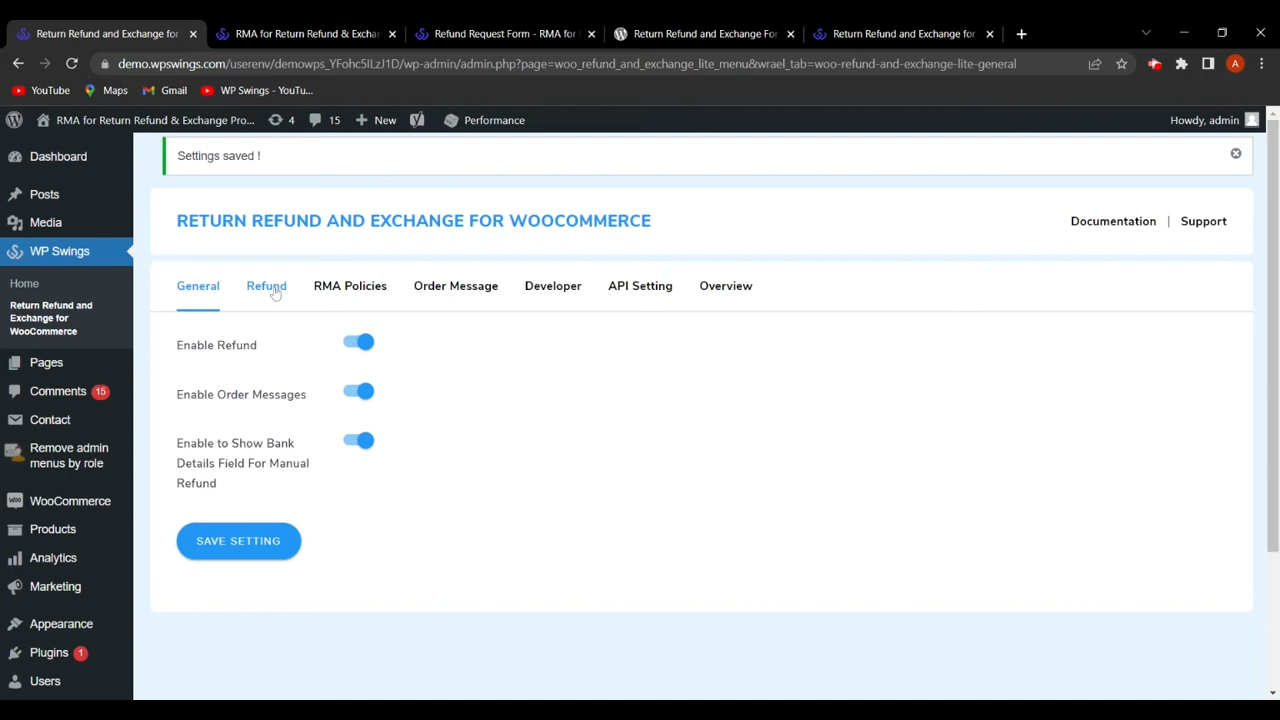 Return Refund and Exchange for
RMA for Return Refund & Exchan
Refund Request Form - RMA for
Return Refund and Exchange For
Return Refund and Exchange for
demo.wpswings.com/userenv/demowps_YFohc5ILzJ1D/wp-admin/admin.php?page=woo_refund_and_exchange_lite_menu&wrael_tab=woo-refund-and-exchange-lite-general
A
YouTube
Maps
Gmail
WP Swings - YouTu...
RMA for Return Refund & Exchange Pro...
4
15
New
Performance
Howdy, admin
Dashboard
Posts
Media
WP Swings
Home
Return Refund and
Exchange for
WooCommerce
Pages
Comments 15
Contact
Remove admin
menus by role
WooCommerce
Products
Analytics
Marketing
Appearance
Plugins 1
Users
Settings saved !
RETURN REFUND AND EXCHANGE FOR WOOCOMMERCE
Documentation | Support
General
Refund
RMA Policies
Order Message
Developer
API Setting
Overview
Enable Refund
Enable Order Messages
Enable to Show Bank
Details Field For Manual
Refund
SAVE SETTING